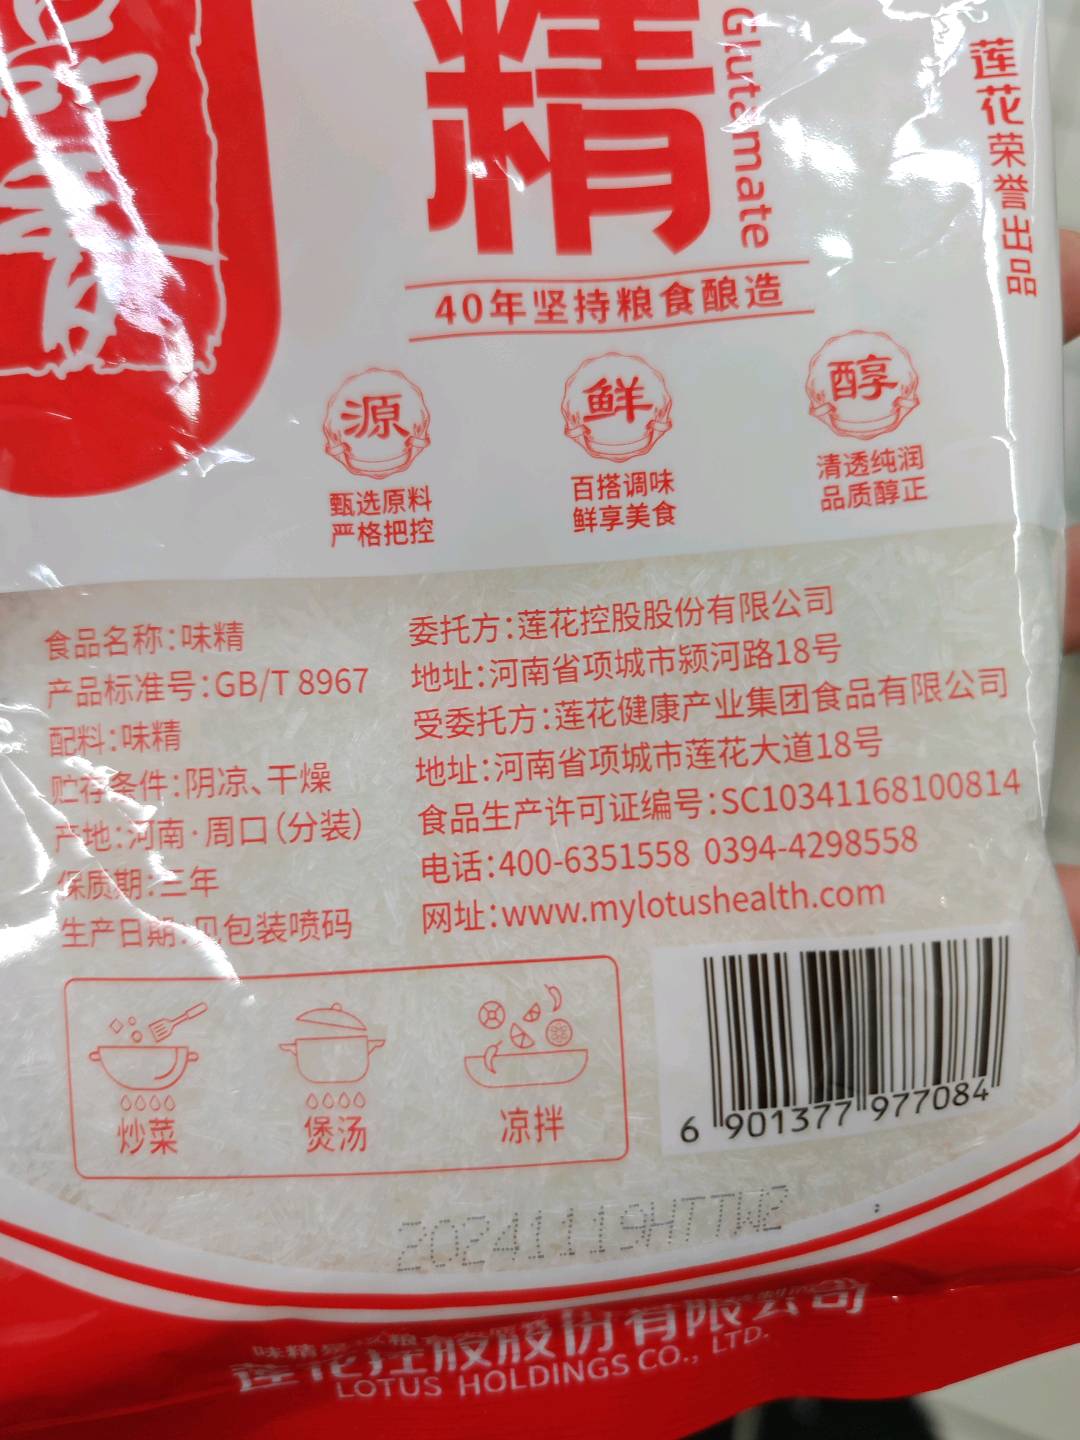 精
Glutamate
莲花荣誉出品
40年坚持粮食酿造
源
甄选原料
严格把控
鲜
百搭调味
鲜享美食
醇
清透纯润
品质醇正
食品名称:味精
产品标准号:GB/T 8967
配料:味精
贮存条件:阴凉、干燥
产地:河南·周口(分装)
保质期:三年
生产日期:见包装喷码
委托方:莲花控股股份有限公司
地址:河南省项城市颍河路18号
受委托方:莲花健康产业集团食品有限公司
地址:河南省项城市莲花大道18号
食品生产许可证编号:SC10341168100814
电话:400-6351558 0394-4298558
网址:www.mylotushealth.com
炒菜
煲汤
凉拌
6 901377 977084
20241119HTTW2
莲花控股股份有限公司
LOTUS HOLDINGS CO., LTD.